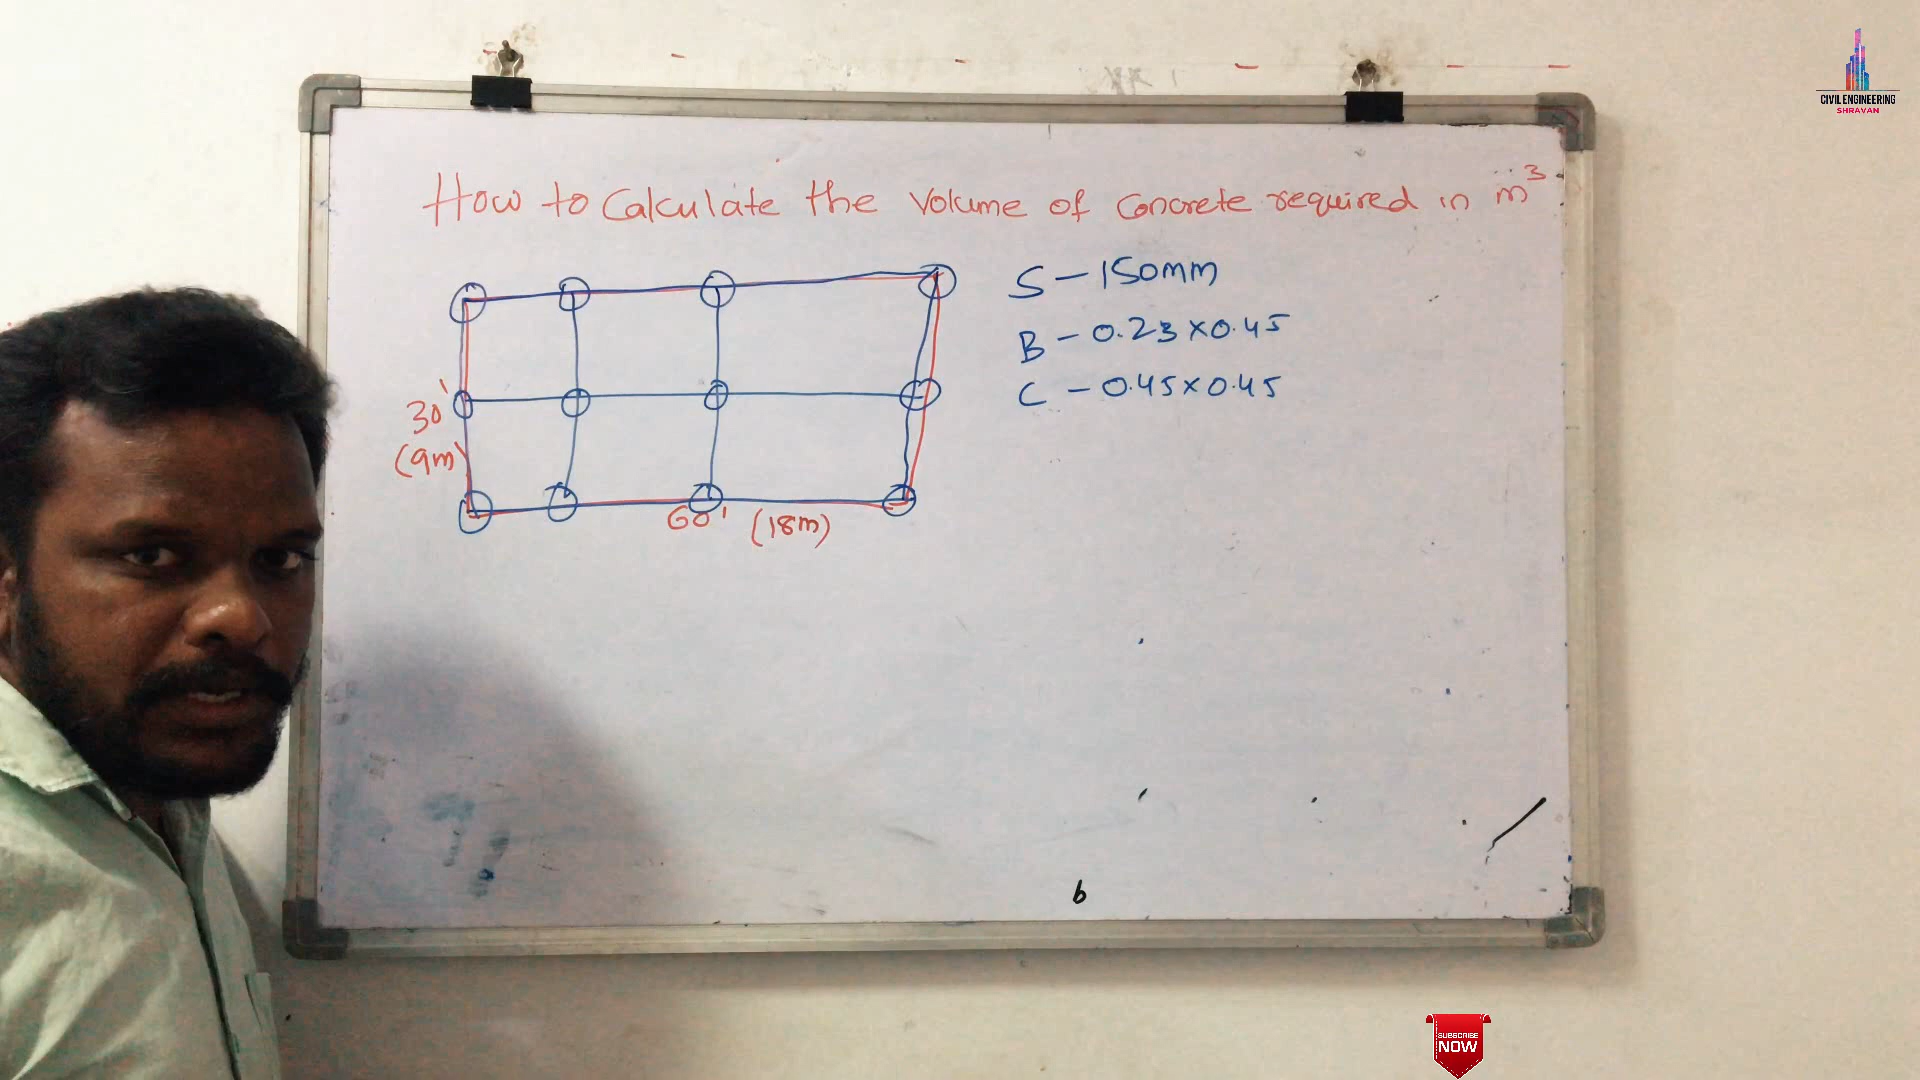 CIVIL ENGINEERING
SHRAVAN
How to Calculate the Volume of Concrete required in m³.
S - 150mm
B - 0.23 × 0.45
C - 0.45 × 0.45
30'
(9m)
60' (18m)
b
SUBSCRIBE
NOW